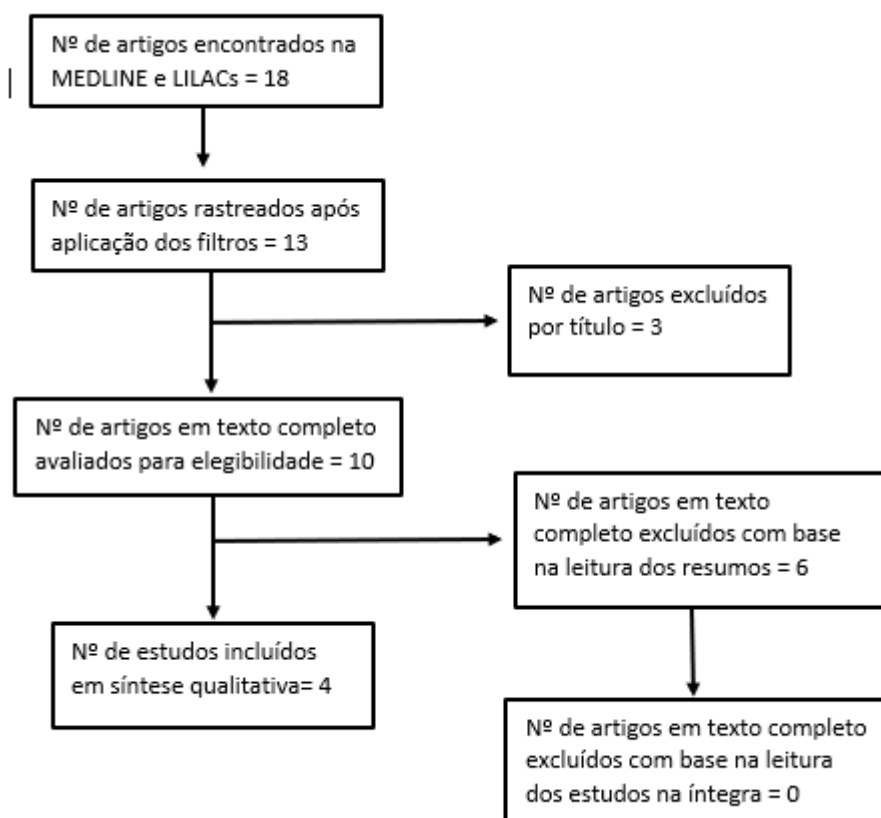 Nº de artigos encontrados na
MEDLINE e LILACs = 18
Nº de artigos rastreados após
aplicação dos filtros = 13
Nº de artigos excluídos
por título = 3
Nº de artigos em texto completo
avaliados para elegibilidade = 10
Nº de artigos em texto
completo excluídos com base
na leitura dos resumos = 6
Nº de estudos incluídos
em síntese qualitativa= 4
Nº de artigos em texto completo
excluídos com base na leitura
dos estudos na íntegra = 0